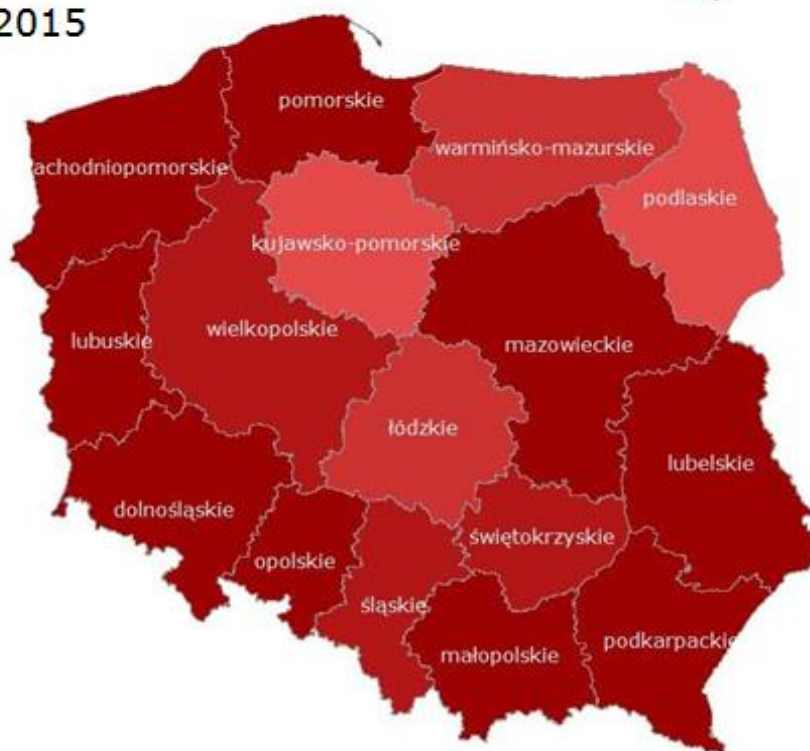 2015
pomorskie
warmińsko-mazurskie
achodniopomorskie
podlaskie
kujawsko-pomorskie
wielkopolskie
lubuskie
mazowieckie
łódzkie
lubelskie
dolnośląskie
świętokrzyskie
opolskie
śląskie
podkarpackie
małopolskie